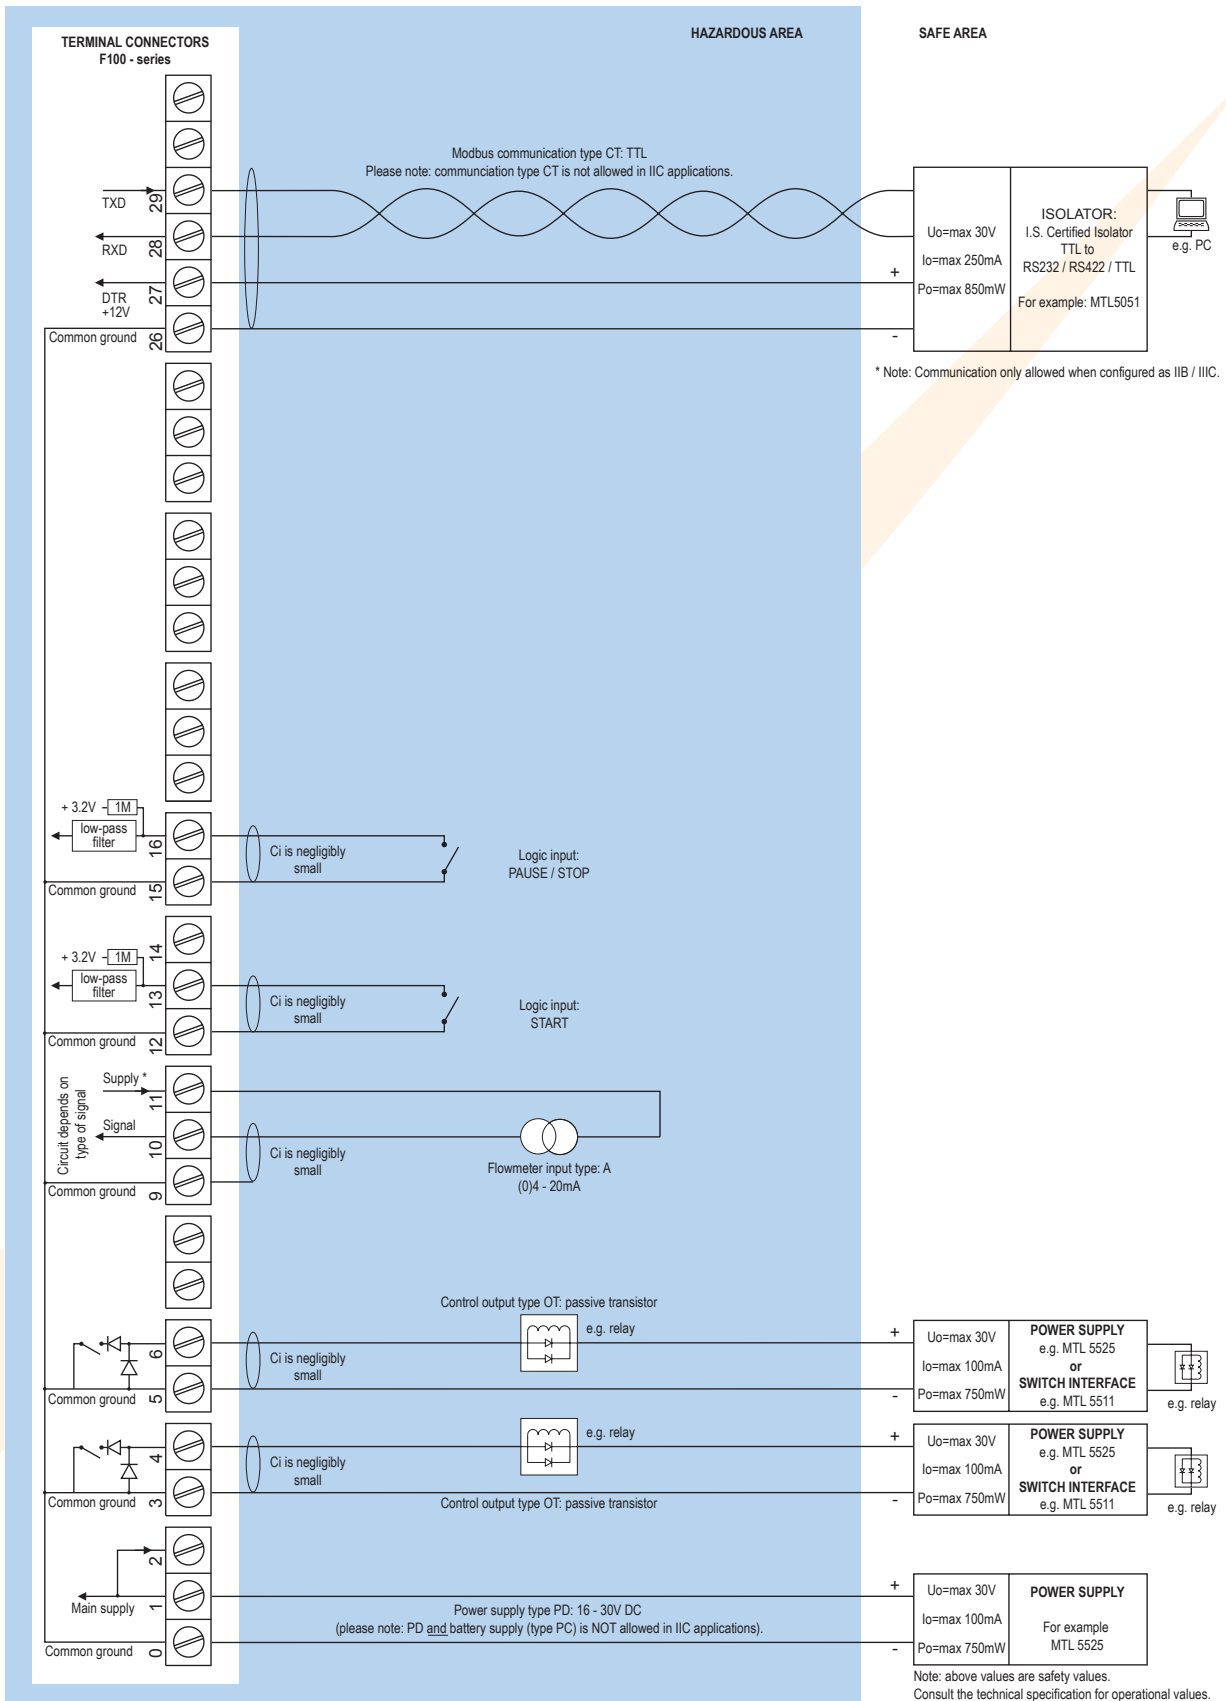 HAZARDOUS AREA
SAFE AREA
TERMINAL CONNECTORS
F100 - series
Modbus communication type CT: TTL
Please note: communciation type CT is not allowed in IIC applications.
TXD
29
RXD
28
DTR
+12V
27
Common ground
26
+
-
Uo=max 30V
Io=max 250mA
Po=max 850mW
ISOLATOR:
I.S. Certified Isolator
TTL to
RS232 / RS422 / TTL
For example: MTL5051
e.g. PC
* Note: Communication only allowed when configured as IIB / IIIC.
+ 3.2V
1M
low-pass
filter
16
Common ground
15
Ci is negligibly
small
Logic input:
PAUSE / STOP
14
+ 3.2V
1M
low-pass
filter
13
Common ground
12
Ci is negligibly
small
Logic input:
START
Circuit depends on
type of signal
Supply *
11
Signal
10
Common ground
9
Ci is negligibly
small
Flowmeter input type: A
(0)4 - 20mA
Control output type OT: passive transistor
e.g. relay
6
Common ground
5
Ci is negligibly
small
+
-
Uo=max 30V
Io=max 100mA
Po=max 750mW
POWER SUPPLY
e.g. MTL 5525
or
SWITCH INTERFACE
e.g. MTL 5511
e.g. relay
e.g. relay
4
Common ground
3
Ci is negligibly
small
Control output type OT: passive transistor
+
-
Uo=max 30V
Io=max 100mA
Po=max 750mW
POWER SUPPLY
e.g. MTL 5525
or
SWITCH INTERFACE
e.g. MTL 5511
e.g. relay
2
Main supply
1
Common ground
0
Power supply type PD: 16 - 30V DC
(please note: PD and battery supply (type PC) is NOT allowed in IIC applications).
+
-
Uo=max 30V
Io=max 100mA
Po=max 750mW
POWER SUPPLY
For example
MTL 5525
Note: above values are safety values.
Consult the technical specification for operational values.